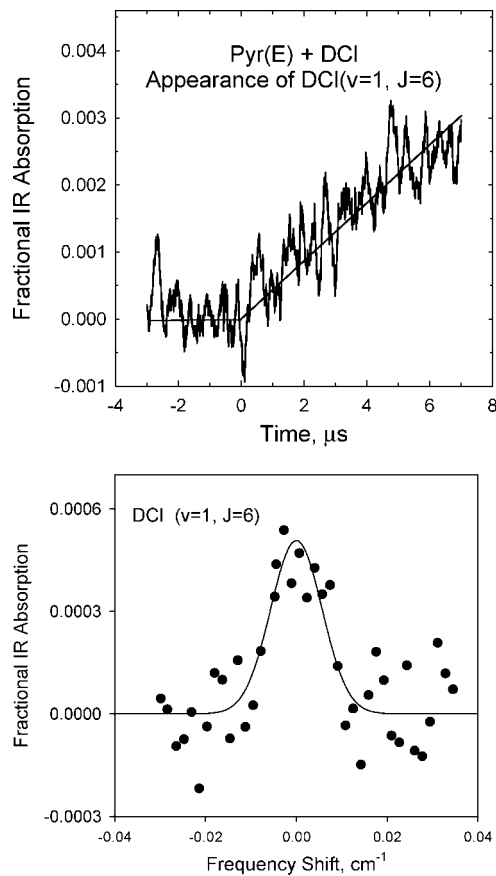 0.004
0.003
0.002
0.001
0.000
-0.001
Fractional IR Absorption
Pyr(E) + DCl
Appearance of DCl(v=1, J=6)
-4 -2 0 2 4 6 8
Time, μs
0.0006
0.0003
0.0000
-0.0003
Fractional IR Absorption
DCl (v=1, J=6)
-0.04 -0.02 0.00 0.02 0.04
Frequency Shift, cm⁻¹